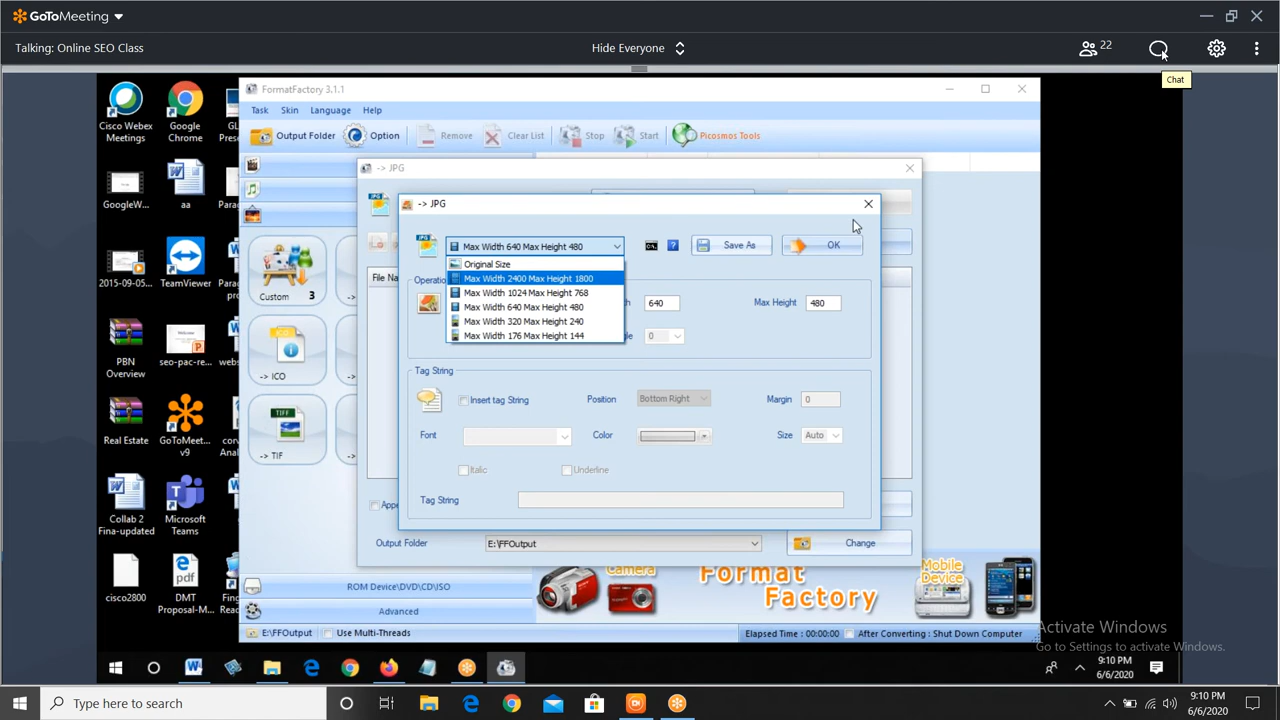 GoToMeeting
Talking: Online SEO Class
Hide Everyone
22
Chat
FormatFactory 3.1.1
Task Skin Language Help
Output Folder Option Remove Clear List Stop Start Picosmos Tools
-> JPG
-> JPG
Max Width 640 Max Height 480
Save As
OK
Original Size
Max Width 2400 Max Height 1800
Max Width 1024 Max Height 768
Max Width 640 Max Height 480
Max Width 320 Max Height 240
Max Width 176 Max Height 144
File Nam
640 Max Height 480
0
Tag String
Insert tag String Position Bottom Right Margin 0
Font Color Size Auto
Italic Underline
Tag String
Output Folder E:\FFOutput Change
Custom 3
ICO
-> ICO
TIFF
-> TIF
ROM Device\DVD\CD\ISO
Advanced
Camera
Format
Factory
Mobile
Device
E:\FFOutput Use Multi-Threads Elapsed Time : 00:00:00 After Converting : Shut Down Computer
Cisco Webex
Meetings
Google
Chrome
GoogleW...
aa
2015-09-05...
TeamViewer
PBN
Overview
seo-pac-re...
Real Estate
GoToMeet...
v9
Collab 2
Fina-updated
Microsoft
Teams
cisco2800
DMT
Proposal-M...
Activate Windows
Go to Settings to activate Windows.
9:10 PM
6/6/2020
Type here to search
9:10 PM
6/6/2020